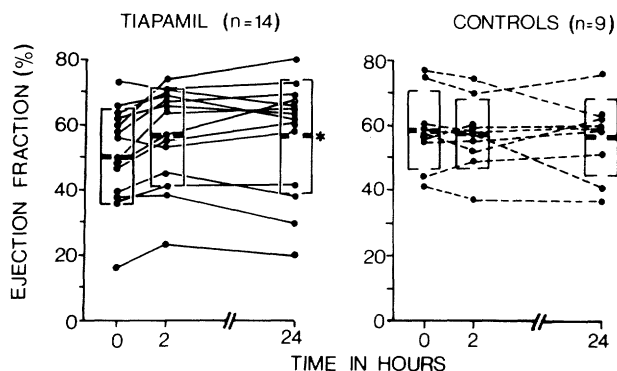 TIAPAMIL (n=14)
CONTROLS (n=9)
EJECTION FRACTION (%)
80
60
40
20
0
*
0 2 24
80
60
40
20
0
0 2 24
TIME IN HOURS